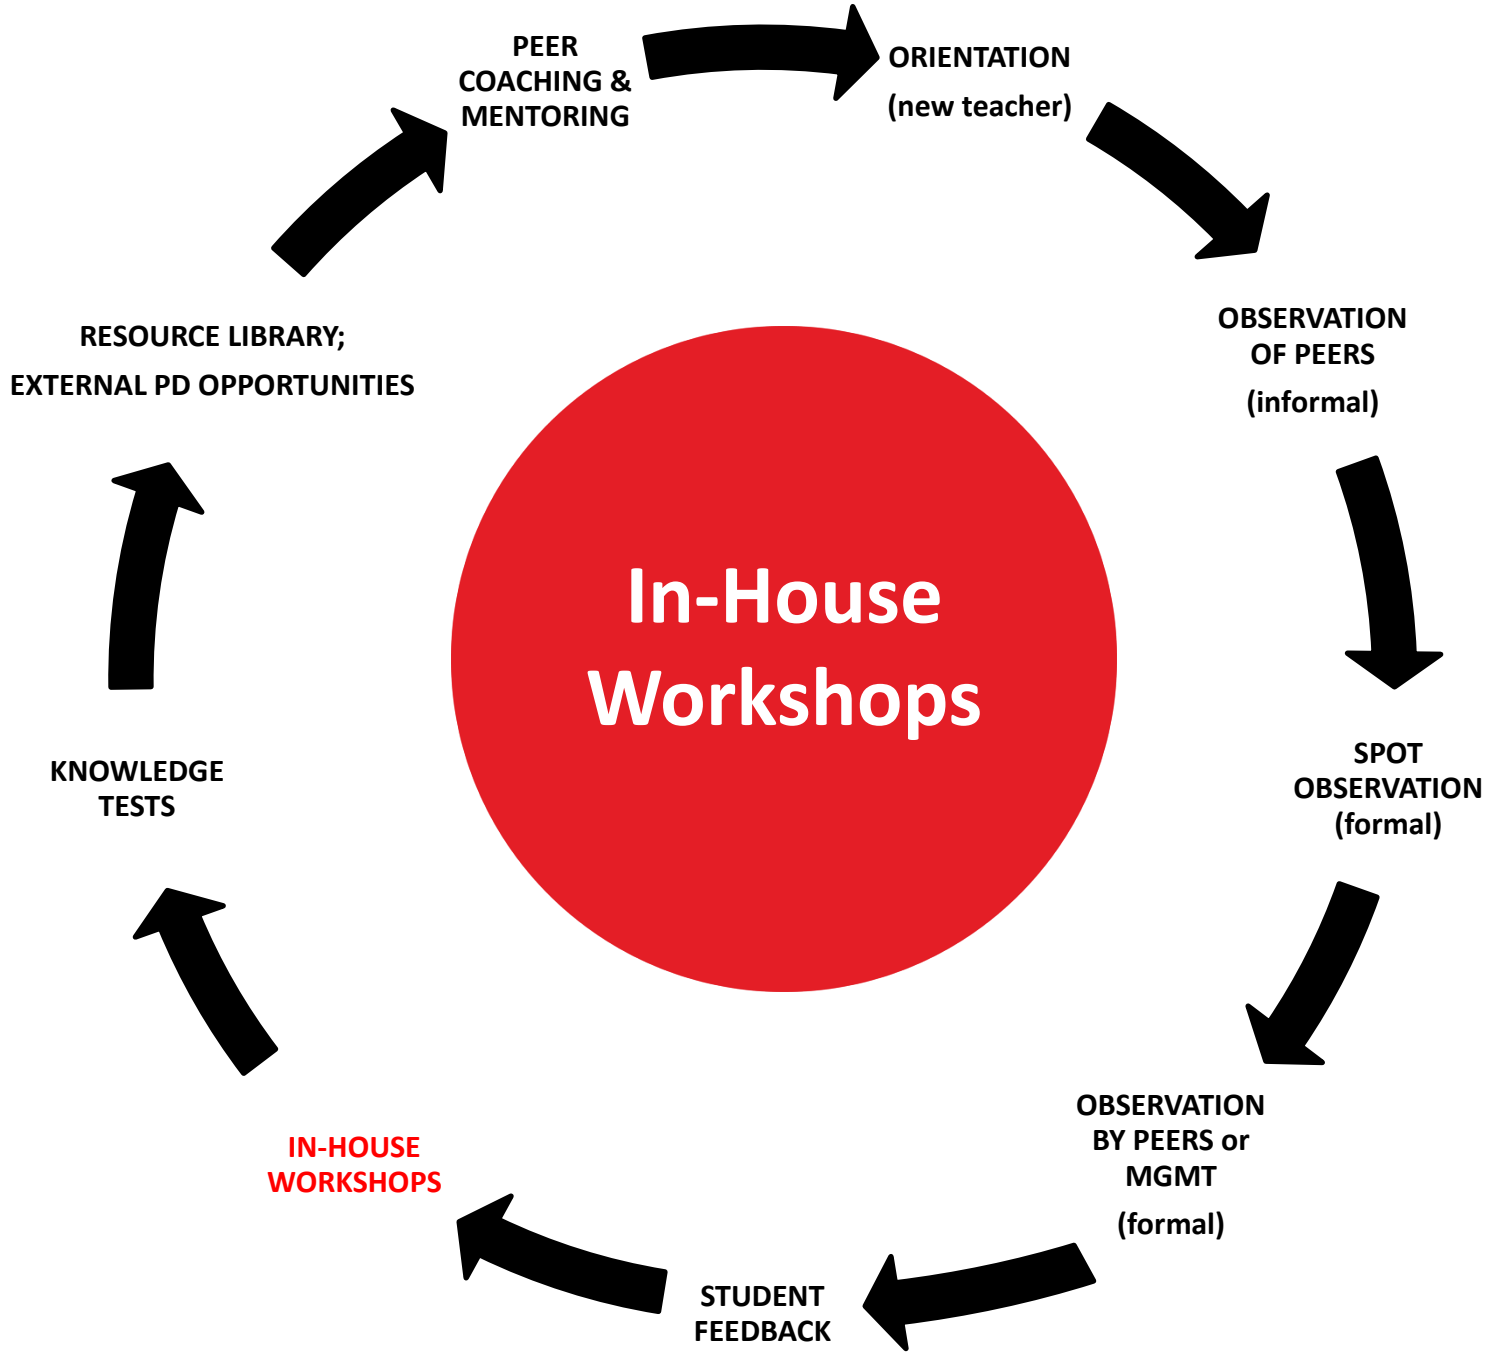 PEER
COACHING &
MENTORING
ORIENTATION
(new teacher)
OBSERVATION
OF PEERS
(informal)
SPOT
OBSERVATION
(formal)
OBSERVATION
BY PEERS or
MGMT
(formal)
STUDENT
FEEDBACK
IN-HOUSE
WORKSHOPS
KNOWLEDGE
TESTS
RESOURCE LIBRARY;
EXTERNAL PD OPPORTUNITIES
In-House
Workshops